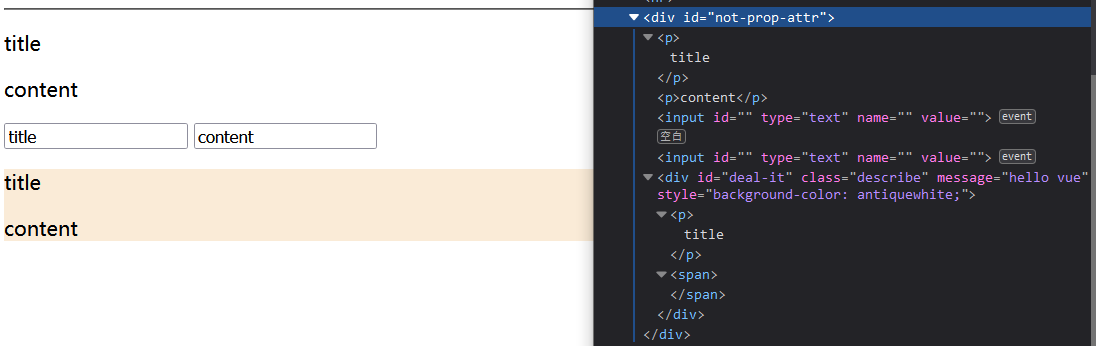 title
content
title
content
title
content
<div id="not-prop-attr">
<p>
title
</p>
<p>content</p>
<input id="" type="text" name="" value=""> event
空白
<input id="" type="text" name="" value=""> event
<div id="deal-it" class="describe" message="hello vue"
style="background-color: antiquewhite;">
<p>
title
</p>
<span>
</span>
</div>
</div>